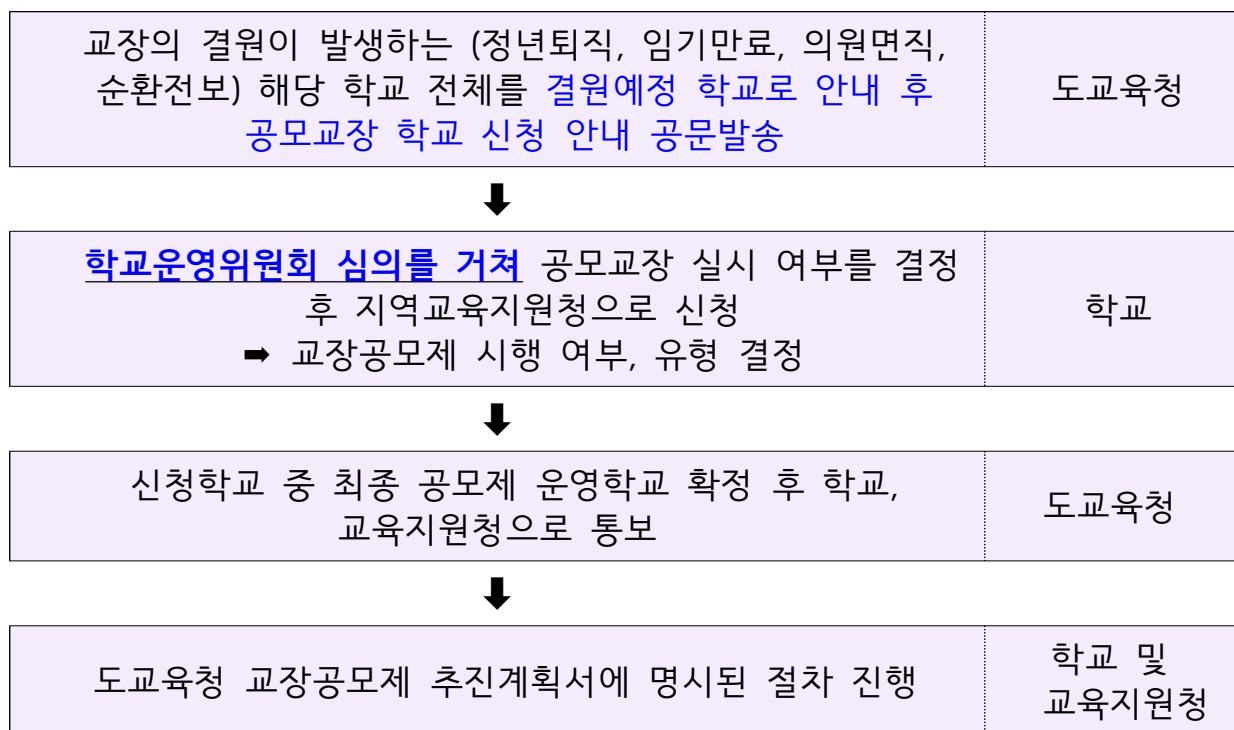 교장의 결원이 발생하는 (정년퇴직, 임기만료, 의원면직,
순환전보) 해당 학교 전체를 결원예정 학교로 안내 후
공모교장 학교 신청 안내 공문발송
도교육청
⬇
학교운영위원회 심의를 거쳐 공모교장 실시 여부를 결정
후 지역교육지원청으로 신청
➡ 교장공모제 시행 여부, 유형 결정
학교
⬇
신청학교 중 최종 공모제 운영학교 확정 후 학교,
교육지원청으로 통보
도교육청
⬇
도교육청 교장공모제 추진계획서에 명시된 절차 진행
학교 및
교육지원청